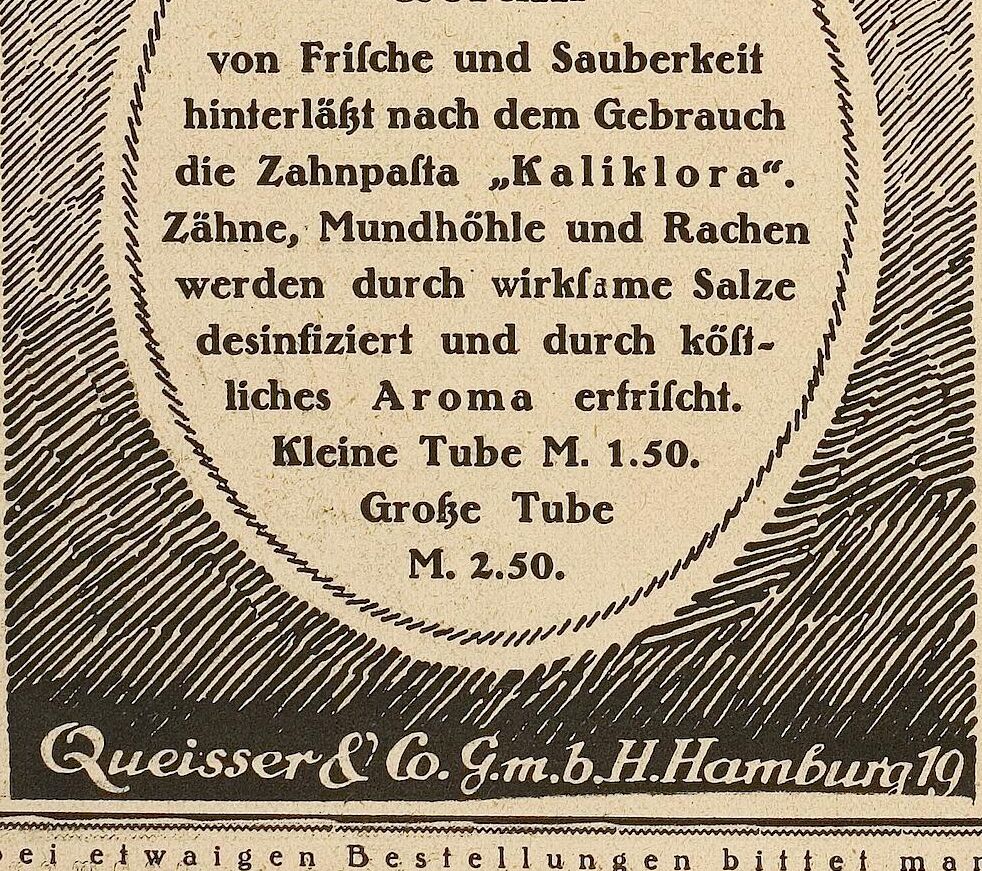 von Friſche und Sauberkeit
hinterläßt nach dem Gebrauch
die Zahnpaſta „Kaliklora“.
Zähne, Mundhöhle und Rachen
werden durch wirkſame Salze
desinfiziert und durch köſt-
liches Aroma erfriſcht.
Kleine Tube M. 1.50.
Große Tube
M. 2.50.
Queisser & Co. G.m.b.H. Hamburg 19
bei etwaigen Bestellungen bittet man